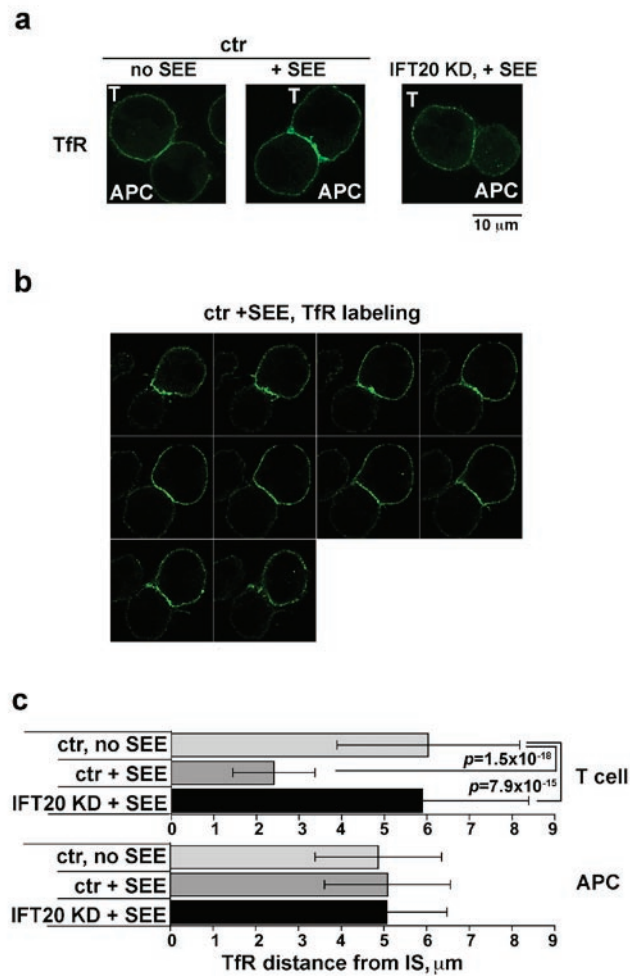 a
ctr
no SEE
+ SEE
IFT20 KD, + SEE
TfR
T
APC
T
APC
T
APC
10 µm
b
ctr +SEE, TfR labeling
c
ctr, no SEE
ctr + SEE
IFT20 KD + SEE
p=1.5x10-18
p=7.9x10-15
T cell
0 1 2 3 4 5 6 7 8 9
ctr, no SEE
ctr + SEE
IFT20 KD + SEE
APC
0 1 2 3 4 5 6 7 8 9
TfR distance from IS, µm